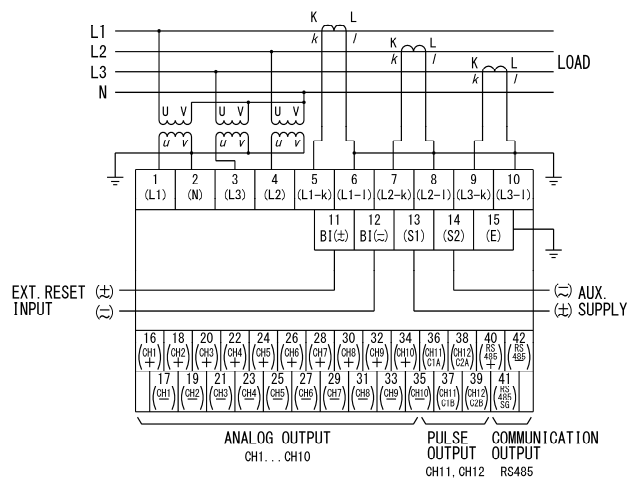 K L
L1
k l
K L
L2
k l
K L
L3
k l
LOAD
N
U V U V U V
u v u v u v
1 2 3 4 5 6 7 8 9 10
(L1) (N) (L3) (L2) (L1-k) (L1-l) (L2-k) (L2-l) (L3-k) (L3-l)
11 12 13 14 15
BI(±) BI(⎓) (S1) (S2) (E)
EXT. RESET (±)
INPUT (∓)
(∓) AUX.
(±) SUPPLY
16 18 20 22 24 26 28 30 32 34 36 38 40 42
(CH1 +) (CH2 +) (CH3 +) (CH4 +) (CH5 +) (CH6 +) (CH7 +) (CH8 +) (CH9 +) (CH10 +) (CH11 C1A) (CH12 C2A) (RS 485 +) (RS 485 −)
17 19 21 23 25 27 29 31 33 35 37 39 41
(CH1 −) (CH2 −) (CH3 −) (CH4 −) (CH5 −) (CH6 −) (CH7 −) (CH8 −) (CH9 −) (CH10 −) (CH11 C1B) (CH12 C2B) (RS 485 SG)
ANALOG OUTPUT
CH1...CH10
PULSE
OUTPUT
CH11, CH12
COMMUNICATION
OUTPUT
RS485